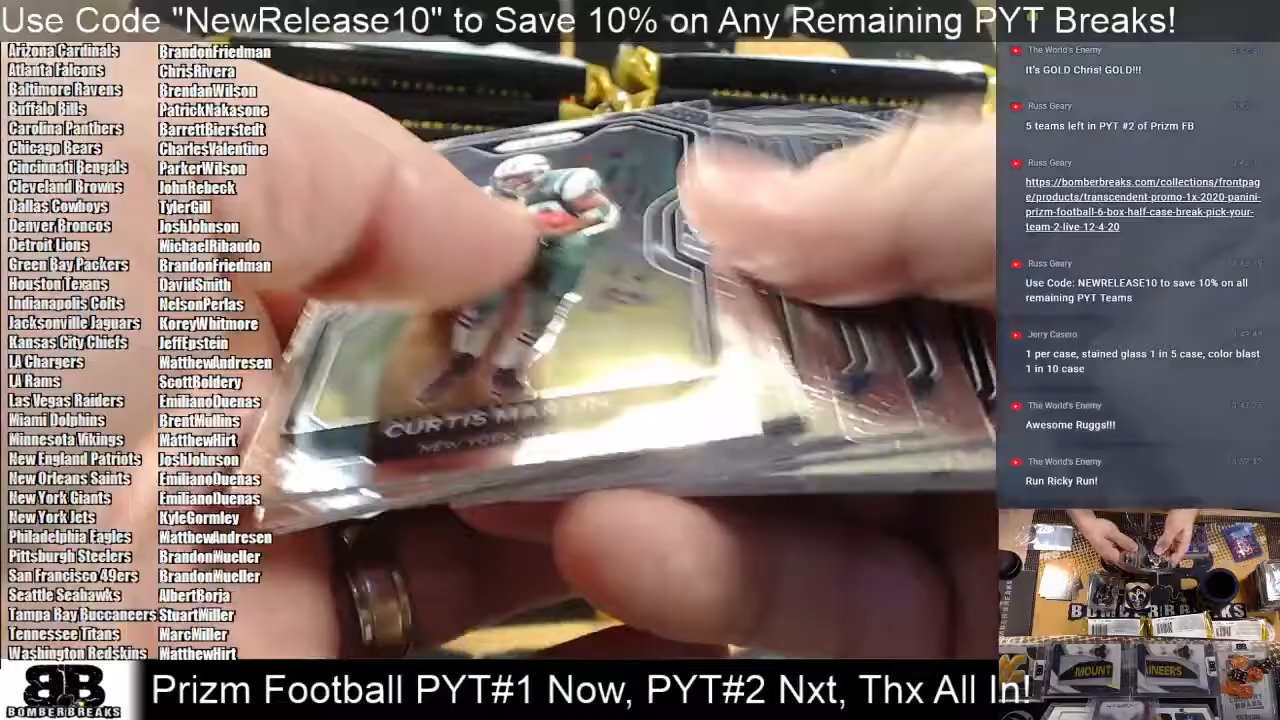 Use Code "NewRelease10" to Save 10% on Any Remaining PYT Breaks!
Arizona Cardinals BrandonFriedman
Atlanta Falcons ChrisRivera
Baltimore Ravens BrendanWilson
Buffalo Bills PatrickNakasone
Carolina Panthers BarrettBierstedt
Chicago Bears CharlesValentine
Cincinnati Bengals ParkerWilson
Cleveland Browns JohnRebeck
Dallas Cowboys TylerGill
Denver Broncos JoshJohnson
Detroit Lions MichaelRibaudo
Green Bay Packers BrandonFriedman
Houston Texans DavidSmith
Indianapolis Colts NelsonPerlas
Jacksonville Jaguars KoreyWhitmore
Kansas City Chiefs JeffEpstein
LA Chargers MatthewAndresen
LA Rams ScottBoldery
Las Vegas Raiders EmilianoDuenas
Miami Dolphins BrentMullins
Minnesota Vikings MatthewHirt
New England Patriots JoshJohnson
New Orleans Saints EmilianoDuenas
New York Giants EmilianoDuenas
New York Jets KyleGormley
Philadelphia Eagles MatthewAndresen
Pittsburgh Steelers BrandonMueller
San Francisco 49ers BrandonMueller
Seattle Seahawks AlbertBorja
Tampa Bay Buccaneers StuartMiller
Tennessee Titans MarcMiller
Washington Redskins MatthewHirt
CURTIS MARTIN
NEW YORK
The World's Enemy
It's GOLD Chris! GOLD!!!
Russ Geary
5 teams left in PYT #2 of Prizm FB
Russ Geary
https://bomberbreaks.com/collections/frontpag
e/products/transcendent-promo-1x-2020-panini-
prizm-football-6-box-half-case-break-pick-your-
team-2-live-12-4-20
Russ Geary
Use Code: NEWRELEASE10 to save 10% on all
remaining PYT Teams
Jerry Casero
1 per case, stained glass 1 in 5 case, color blast
1 in 10 case
The World's Enemy
Awesome Ruggs!!!
The World's Enemy
Run Ricky Run!
MOUNT
INEERS
BB
BOMBERBREAKS
Prizm Football PYT#1 Now, PYT#2 Nxt, Thx All In!